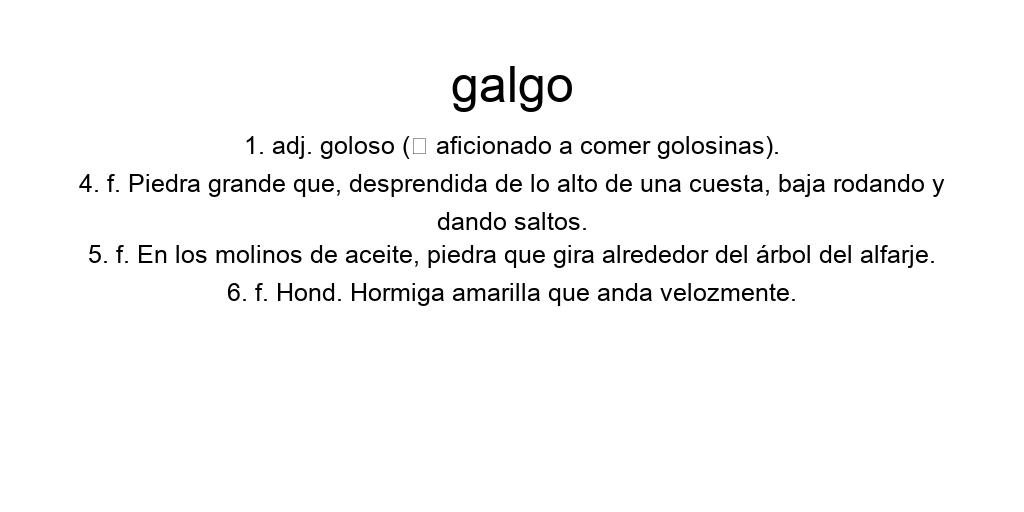 galgo
1. adj. goloso (▯ aficionado a comer golosinas).
4. f. Piedra grande que, desprendida de lo alto de una cuesta, baja rodando y
dando saltos.
5. f. En los molinos de aceite, piedra que gira alrededor del árbol del alfarje.
6. f. Hond. Hormiga amarilla que anda velozmente.